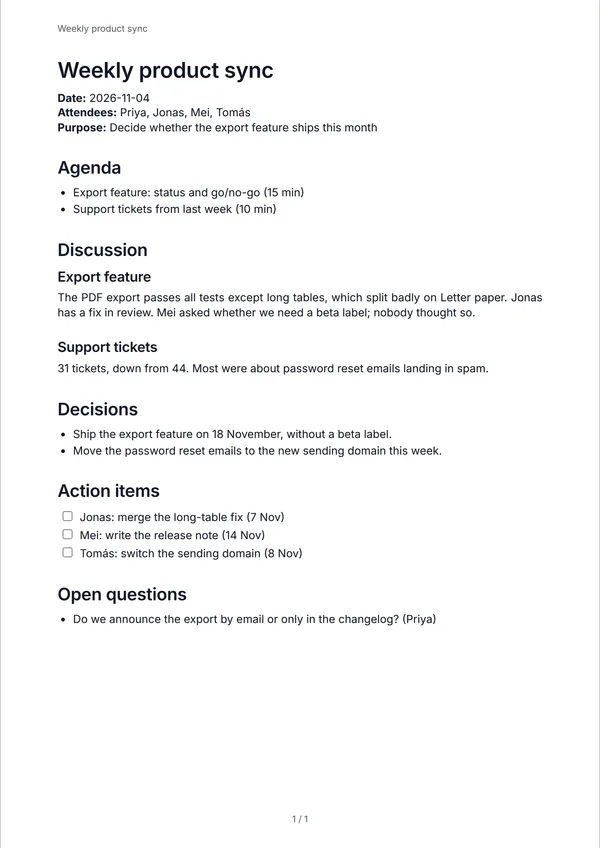 Weekly product sync
Weekly product sync
Date: 2026-11-04
Attendees: Priya, Jonas, Mei, Tomás
Purpose: Decide whether the export feature ships this month
Agenda
• Export feature: status and go/no-go (15 min)
• Support tickets from last week (10 min)
Discussion
Export feature
The PDF export passes all tests except long tables, which split badly on Letter paper. Jonas
has a fix in review. Mei asked whether we need a beta label; nobody thought so.
Support tickets
31 tickets, down from 44. Most were about password reset emails landing in spam.
Decisions
• Ship the export feature on 18 November, without a beta label.
• Move the password reset emails to the new sending domain this week.
Action items
☐ Jonas: merge the long-table fix (7 Nov)
☐ Mei: write the release note (14 Nov)
☐ Tomás: switch the sending domain (8 Nov)
Open questions
• Do we announce the export by email or only in the changelog? (Priya)
1 / 1